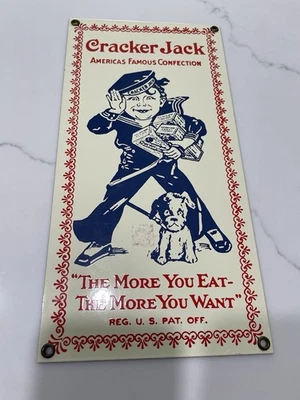 Cracker Jack
AMERICAS FAMOUS CONFECTION
"THE MORE YOU EAT-
THE MORE YOU WANT"
REG. U. S. PAT. OFF.